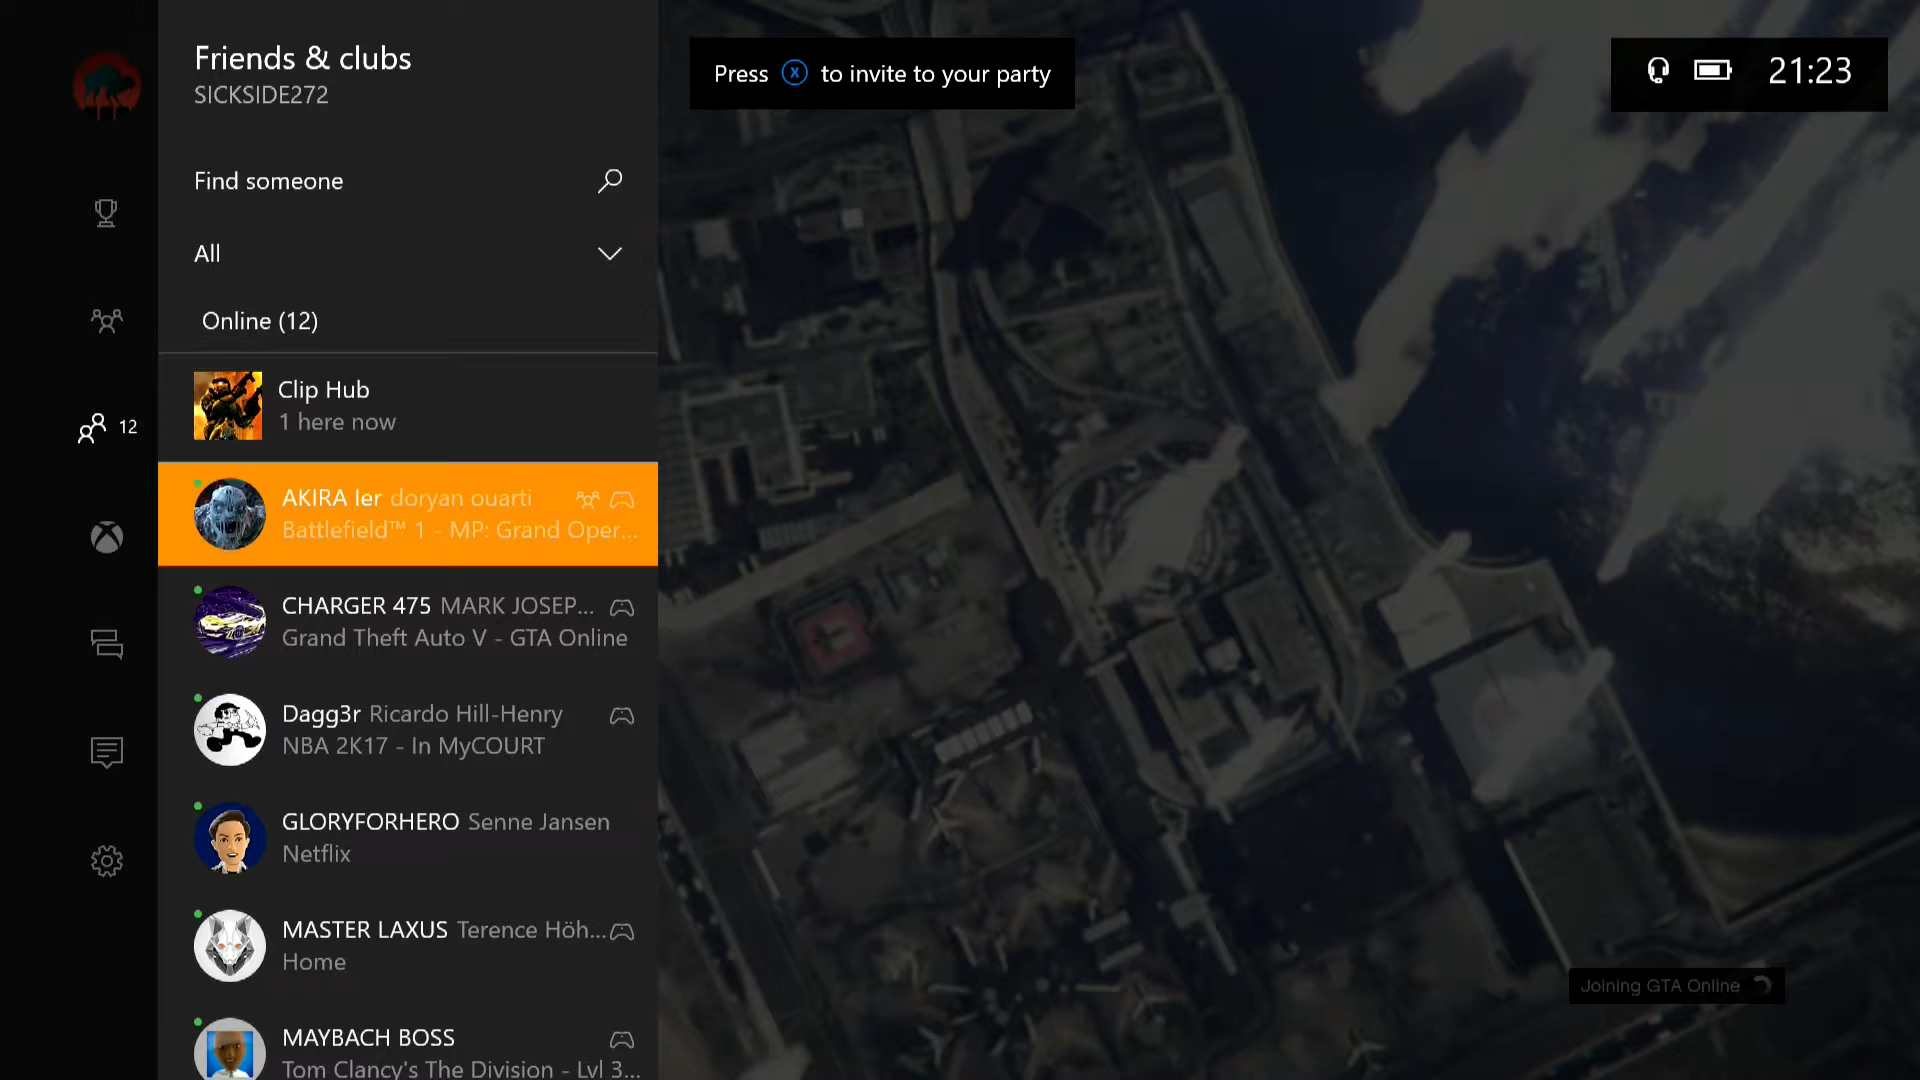 Friends & clubs
SICKSIDE272
Find someone
All
Online (12)
Clip Hub
1 here now
12
AKIRA ler doryan ouarti
Battlefield™ 1 - MP: Grand Oper...
CHARGER 475 MARK JOSEP...
Grand Theft Auto V - GTA Online
Dagg3r Ricardo Hill-Henry
NBA 2K17 - In MyCOURT
GLORYFORHERO Senne Jansen
Netflix
MASTER LAXUS Terence Höh...
Home
MAYBACH BOSS
Tom Clancy's The Division - Lvl 3...
Press X to invite to your party
21:23
Joining GTA Online